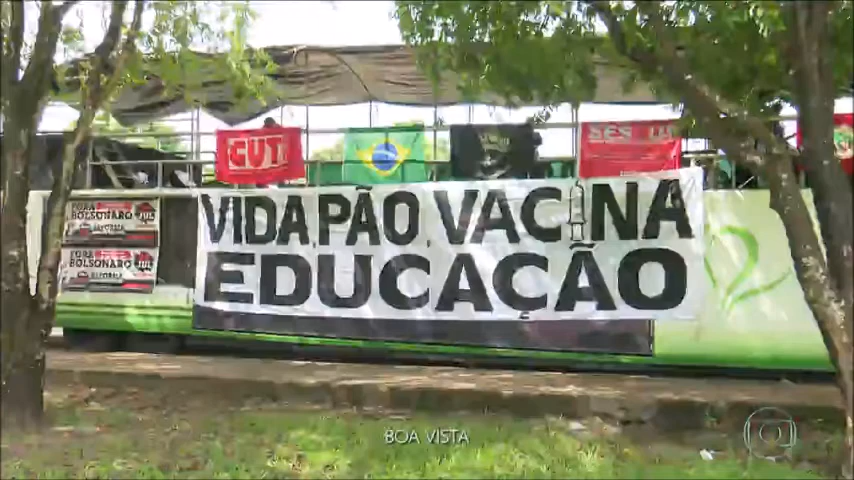 CUT
VIDA, PÃO, VACINA
EDUCAÇÃO
FORA
BOLSONARO
FORA
BOLSONARO
BOA VISTA